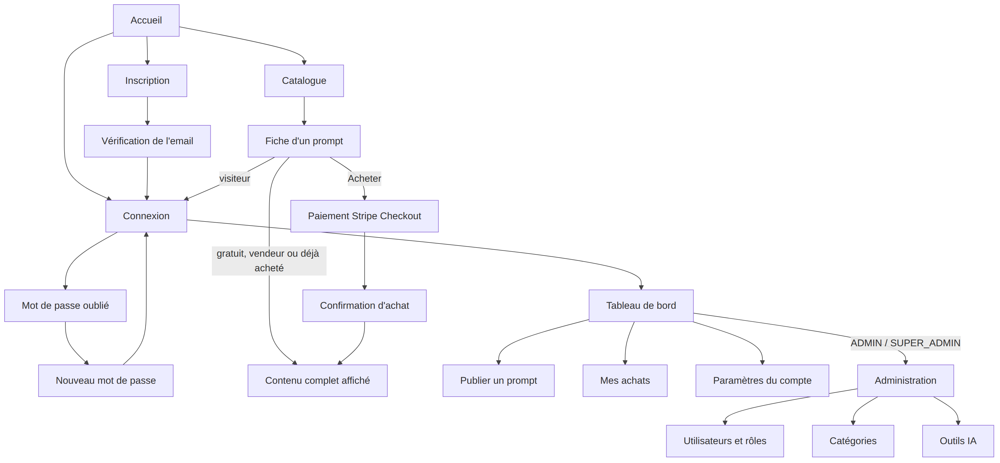 Accueil
Inscription
Catalogue
Vérification de l'email
Fiche d'un prompt
visiteur
Acheter
Connexion
Paiement Stripe Checkout
gratuit, vendeur ou déjà
acheté
Mot de passe oublié
Confirmation d'achat
Tableau de bord
ADMIN / SUPER_ADMIN
Nouveau mot de passe
Contenu complet affiché
Publier un prompt
Mes achats
Paramètres du compte
Administration
Utilisateurs et rôles
Catégories
Outils IA